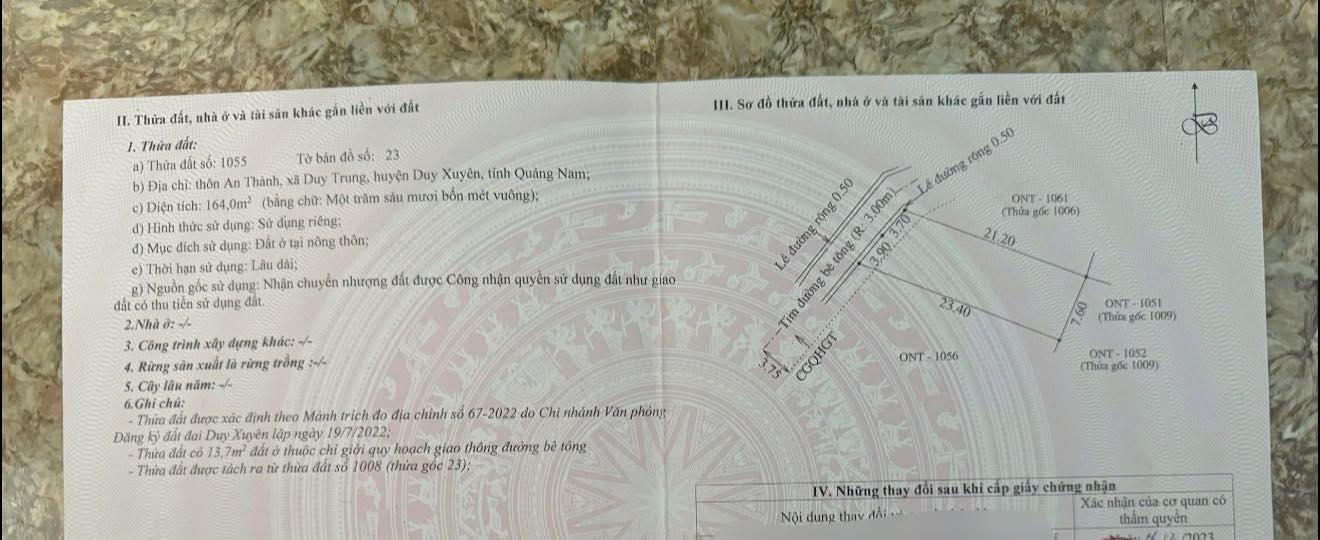 II. Thửa đất, nhà ở và tài sản khác gắn liền với đất
1. Thửa đất:
a) Thửa đất số: 1055 Tờ bản đồ số: 23
b) Địa chỉ: thôn An Thành, xã Duy Trung, huyện Duy Xuyên, tỉnh Quảng Nam;
c) Diện tích: 164,0m² (bằng chữ: Một trăm sáu mươi bốn mét vuông);
d) Hình thức sử dụng: Sử dụng riêng;
đ) Mục đích sử dụng: Đất ở tại nông thôn;
e) Thời hạn sử dụng: Lâu dài;
g) Nguồn gốc sử dụng: Nhận chuyển nhượng đất được Công nhận quyền sử dụng đất như giao
đất có thu tiền sử dụng đất.
2.Nhà ở: -/-
3. Công trình xây dựng khác: -/-
4. Rừng sản xuất là rừng trồng :-/-
5. Cây lâu năm: -/-
6.Ghi chú:
- Thửa đất được xác định theo Mảnh trích đo địa chính số 67-2022 do Chi nhánh Văn phòng
Đăng ký đất đai Duy Xuyên lập ngày 19/7/2022;
- Thửa đất có 13,7m² đất ở thuộc chỉ giới quy hoạch giao thông đường bê tông
- Thửa đất được tách ra từ thửa đất số 1008 (thửa gốc 23);
III. Sơ đồ thửa đất, nhà ở và tài sản khác gắn liền với đất
Lề đường rộng 0.50
Tim đường bê tông (R: 3.00m)
Lề đường rộng 0.50
3.90
3.70
ONT - 1061
(Thửa gốc 1006)
21.20
23.40
7.60
ONT - 1051
(Thửa gốc 1009)
ONT - 1052
(Thửa gốc 1009)
ONT - 1056
3.75
CGQHGT
IV. Những thay đổi sau khi cấp giấy chứng nhận
Nội dung thay đổi
Xác nhận của cơ quan có
thẩm quyền